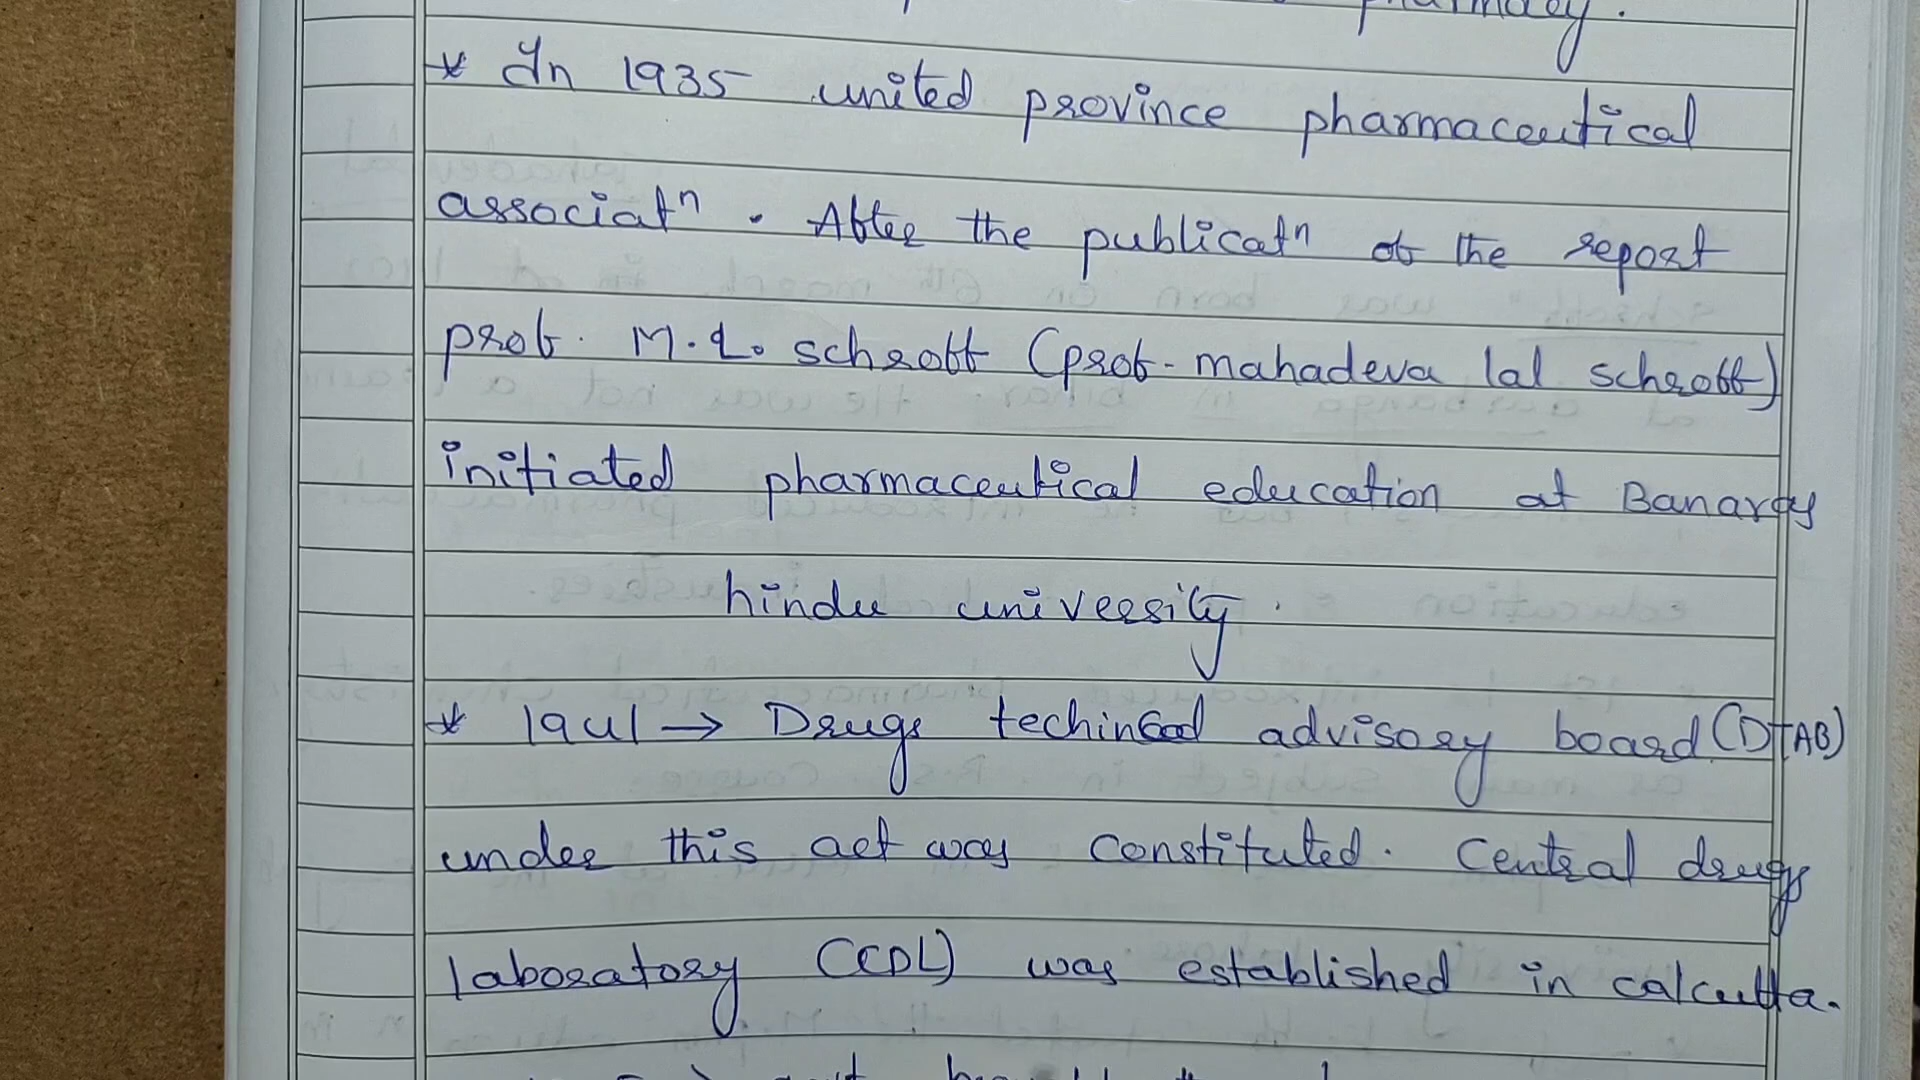 pharmacy.
* In 1935 united province pharmaceutical
associatⁿ. After the publicatⁿ of the report
prof. M.L. schroff (prof- mahadeva lal schroff)
initiated pharmaceutical education at Banaras
hindu university.
* 1941 → Drugs techincal advisory board (DTAB)
under this act was constituted. Central drugs
laboratory (CDL) was established in calcutta.